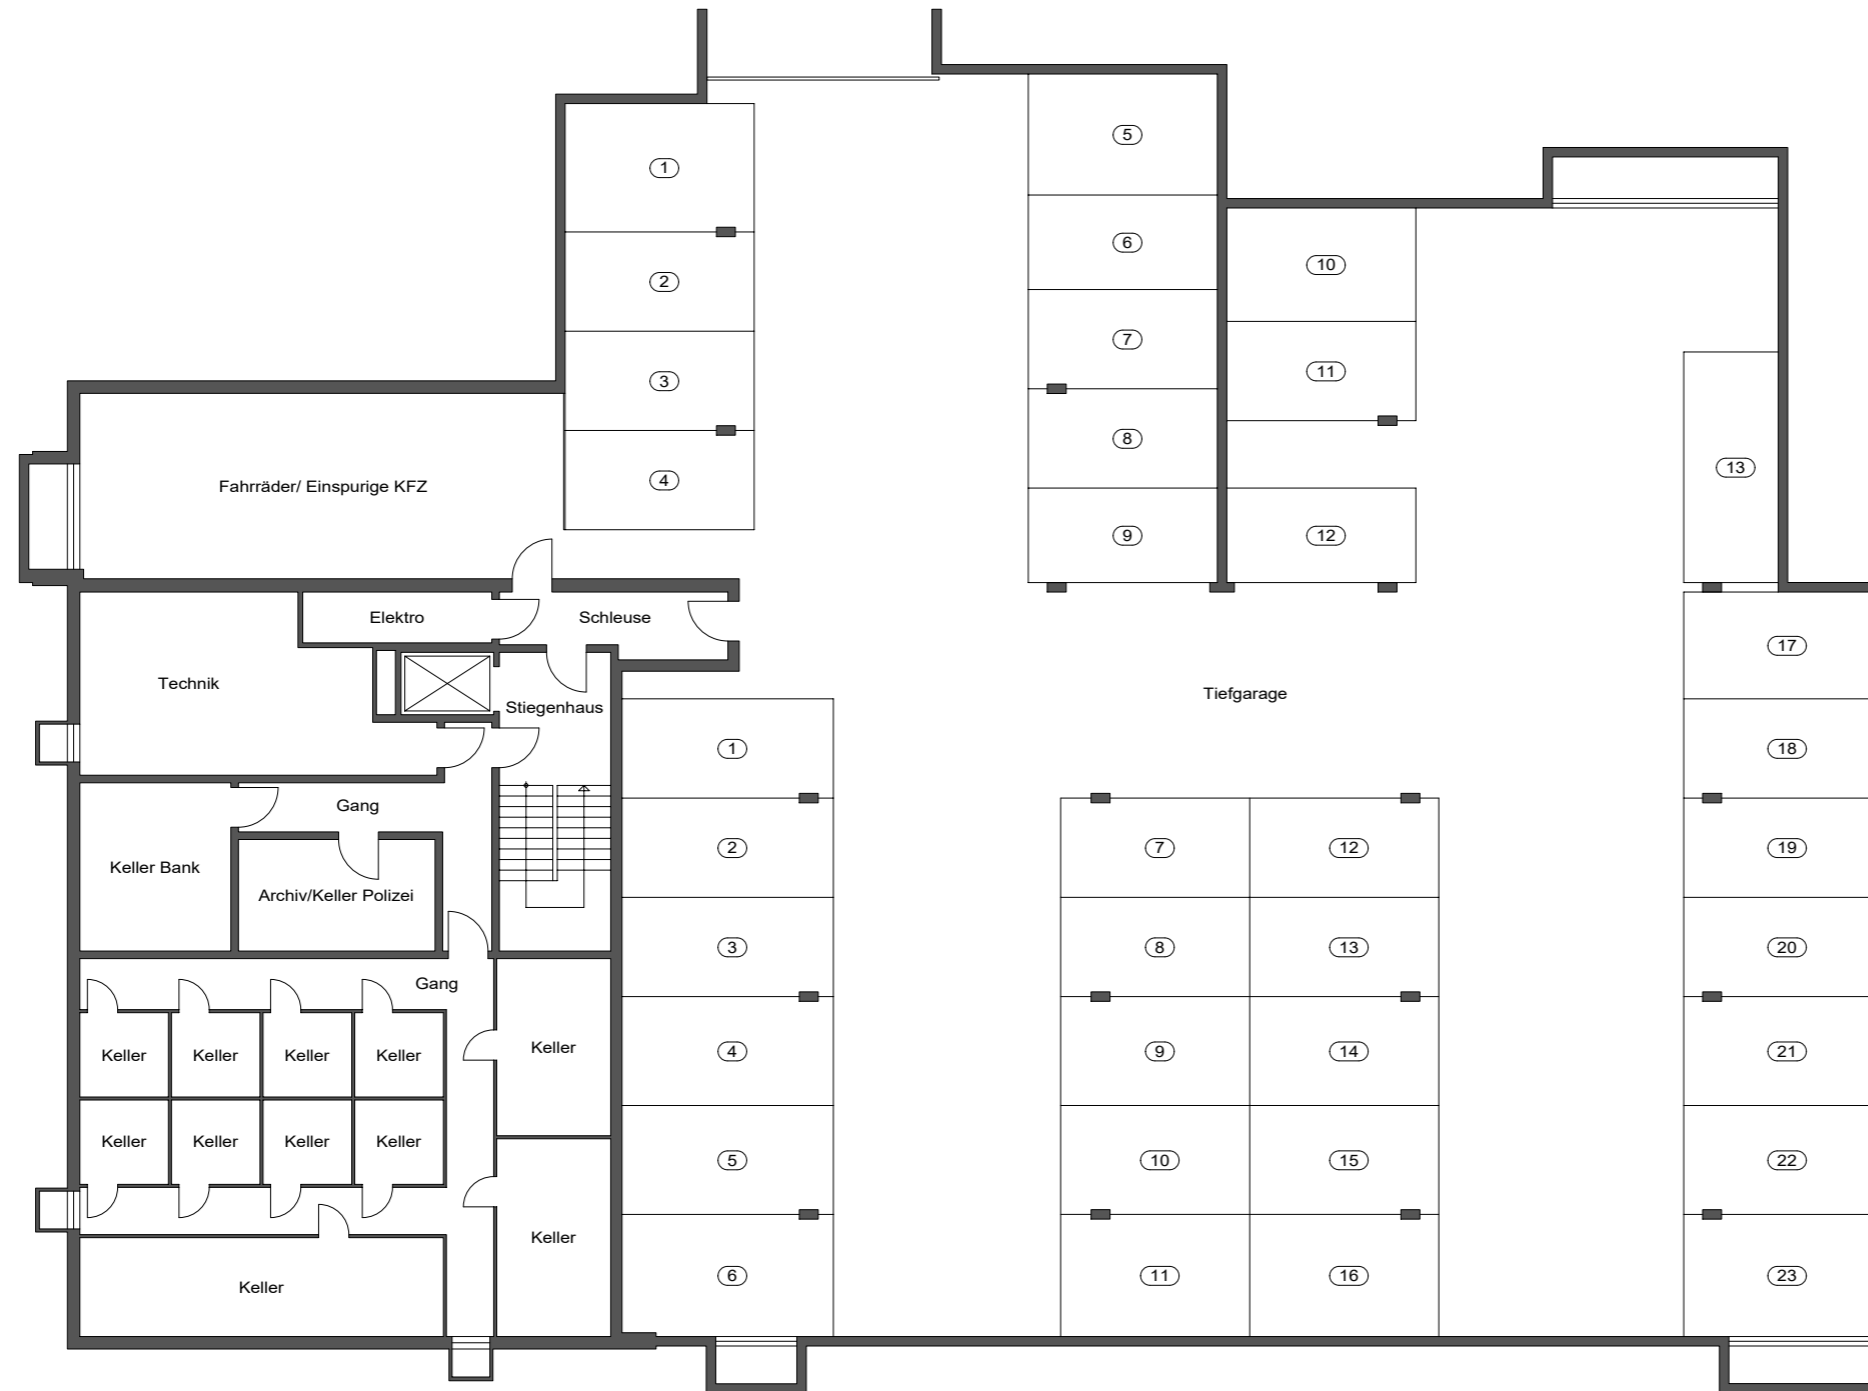 5
1
6
10
2
7
11
3
8
13
4
Fahrräder/ Einspurige KFZ
9
12
Elektro
Schleuse
17
Technik
Tiefgarage
Stiegenhaus
1
18
Gang
2
7
12
19
Keller Bank
Archiv/Keller Polizei
3
8
13
20
Gang
Keller
4
9
14
21
Keller
Keller
Keller
Keller
Keller
Keller
Keller
Keller
5
10
15
22
Keller
6
11
16
23
Keller